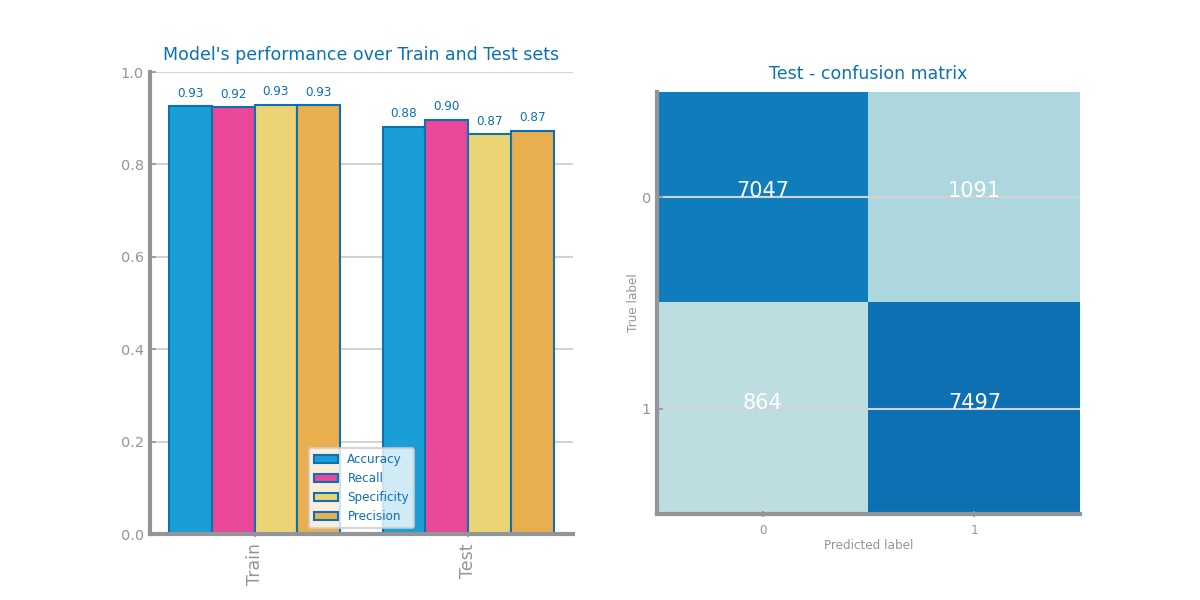 Model's performance over Train and Test sets
1.0
0.8
0.6
0.4
0.2
0.0
0.93
0.92
0.93
0.93
0.88
0.90
0.87
0.87
Accuracy
Recall
Specificity
Precision
Train
Test
Test - confusion matrix
True label
0
1
7047
1091
864
7497
0
1
Predicted label